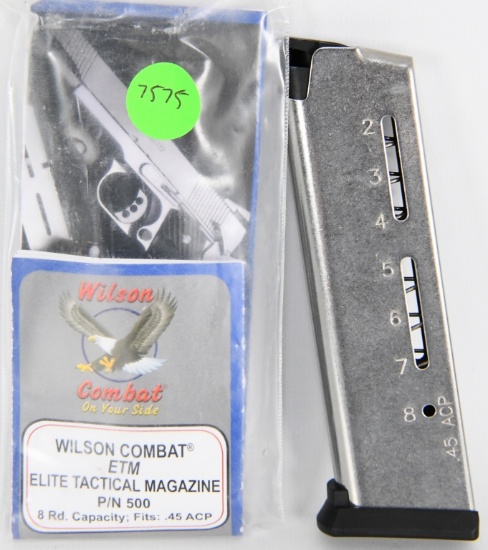 7575
Wilson
Combat®
On Your Side
WILSON COMBAT®
ETM
ELITE TACTICAL MAGAZINE
P/N 500
8 Rd. Capacity; Fits: .45 ACP
2
3
4
5
6
7
8
.45 ACP